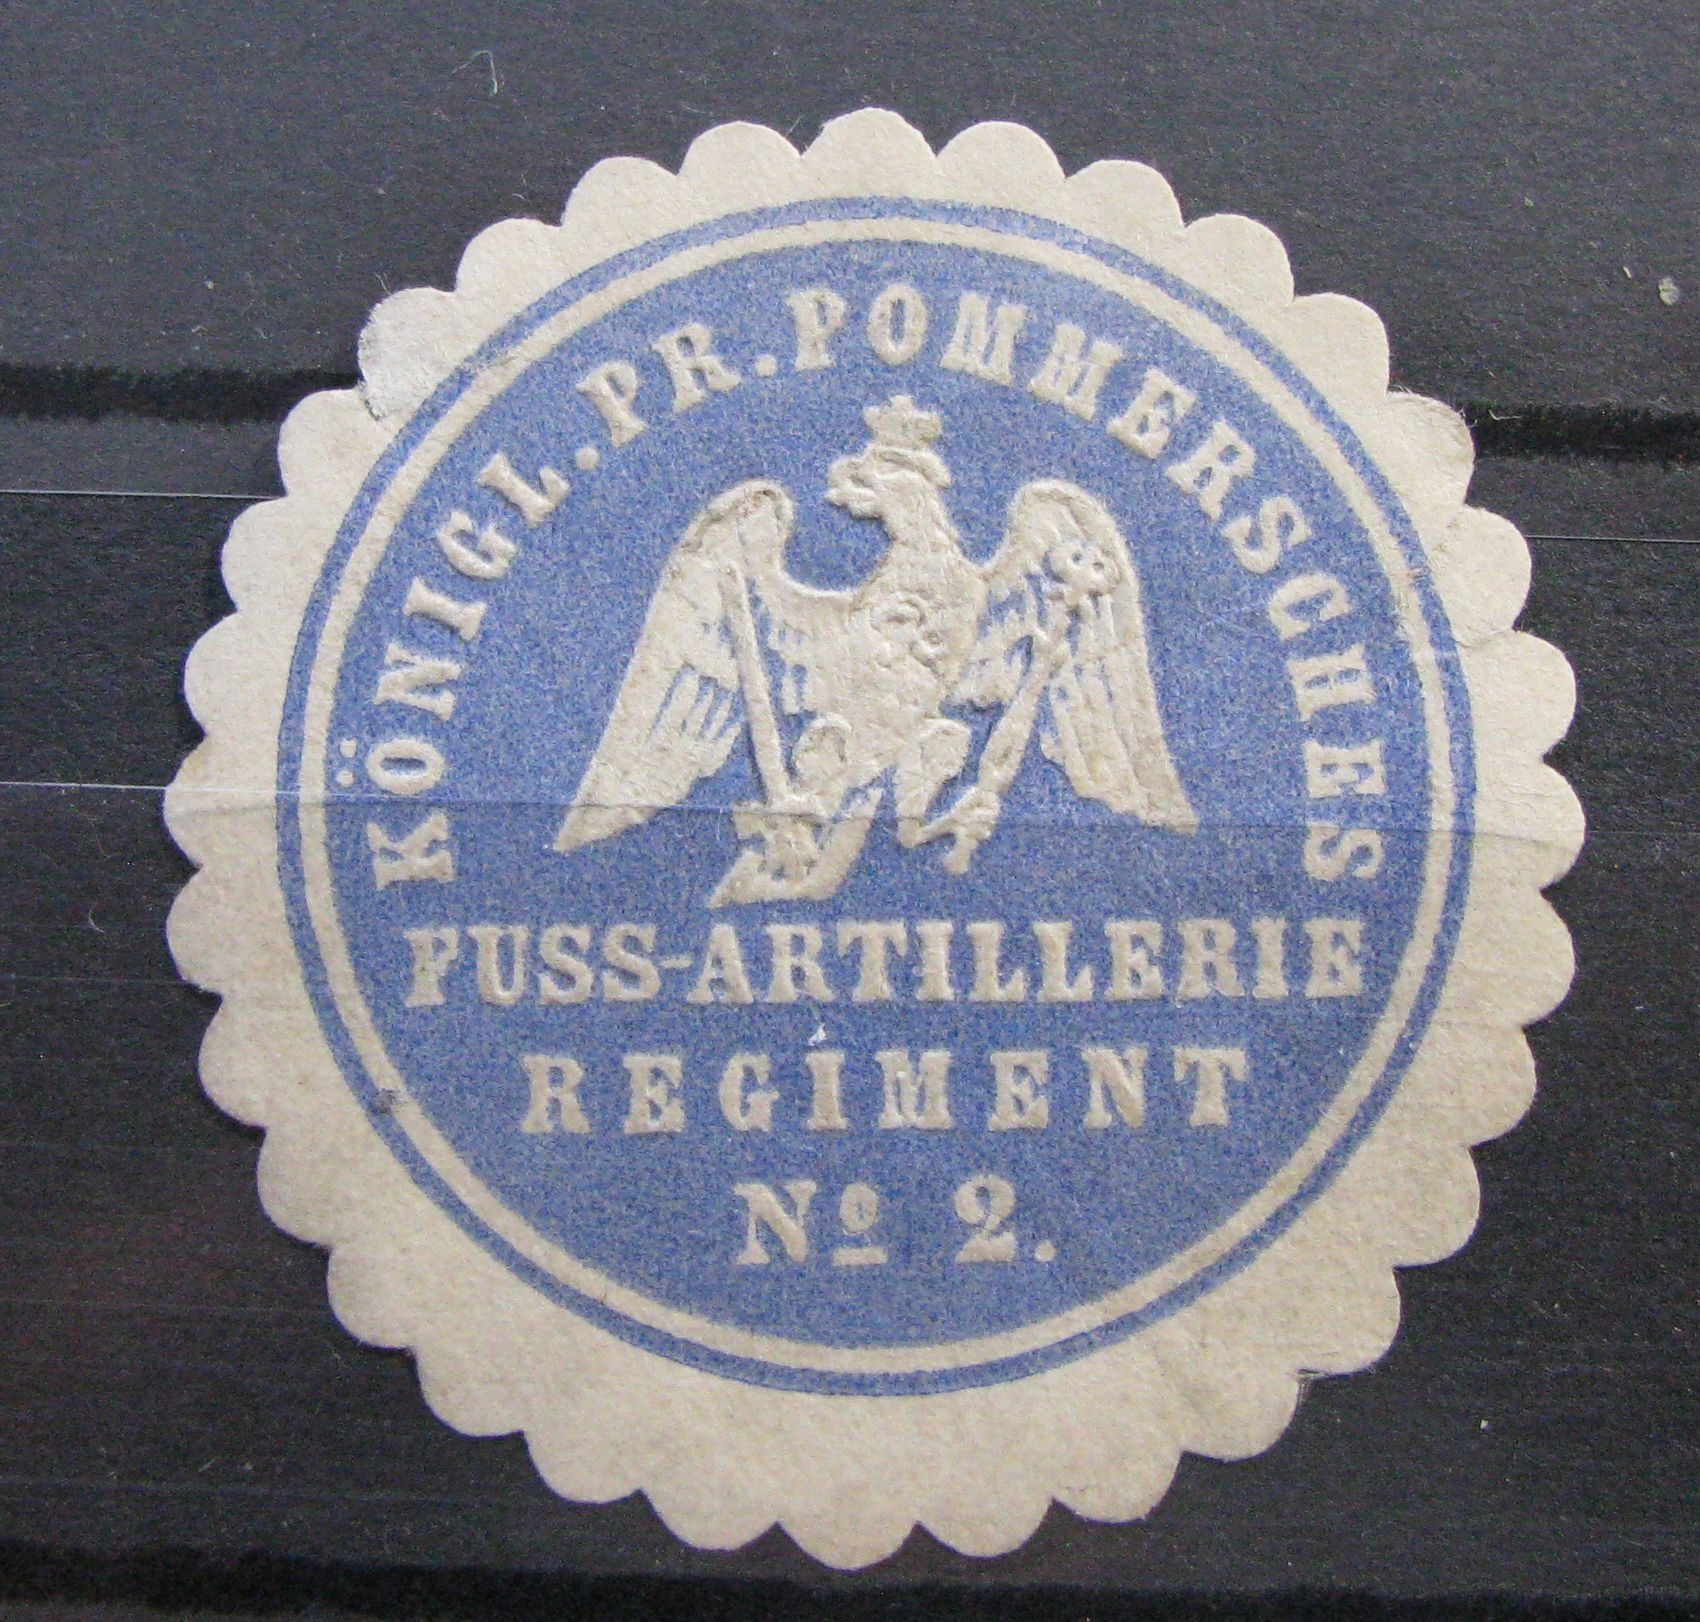 KÖNIGL. PR. POMMERSCHES
FUSS-ARTILLERIE
REGIMENT
Nº 2.